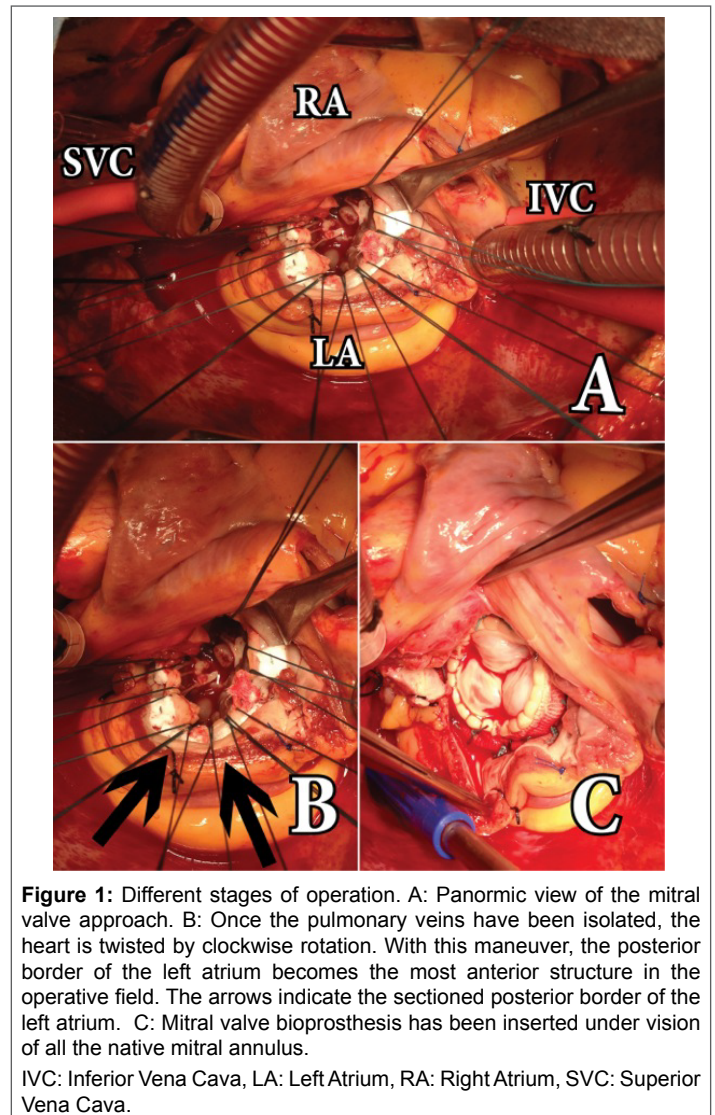 RA
SVC
IVC
LA
A
B
C
Figure 1: Different stages of operation. A: Panormic view of the mitral
valve approach. B: Once the pulmonary veins have been isolated, the
heart is twisted by clockwise rotation. With this maneuver, the posterior
border of the left atrium becomes the most anterior structure in the
operative field. The arrows indicate the sectioned posterior border of the
left atrium. C: Mitral valve bioprosthesis has been inserted under vision
of all the native mitral annulus.
IVC: Inferior Vena Cava, LA: Left Atrium, RA: Right Atrium, SVC: Superior
Vena Cava.